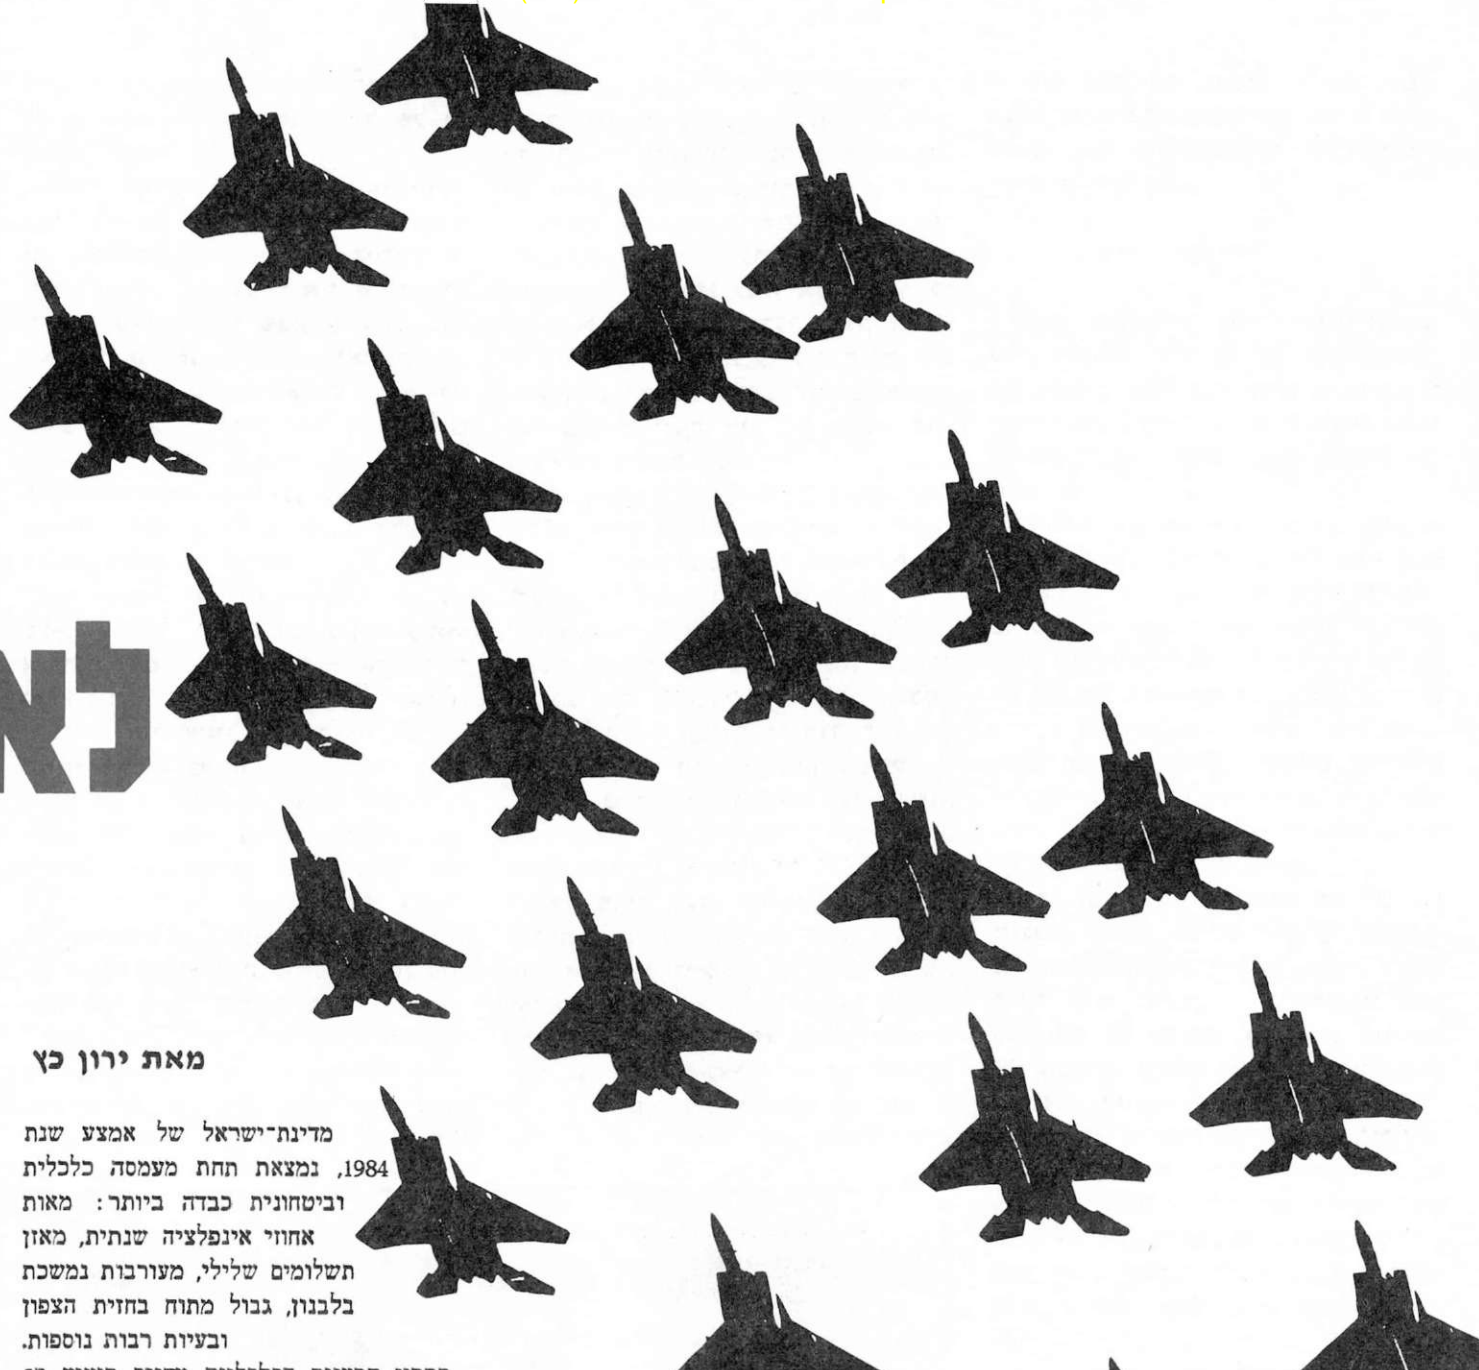 לא
מאת ירון כץ
מדינת־ישראל של אמצע שנת
1984, נמצאת תחת מעמסה כלכלית
וביטחונית כבדה ביותר: מאות
אחוזי אינפלציה שנתית, מאזן
תשלומים שלילי, מעורבות נמשכת
בלבנון, גבול מתוח בחזית הצפון
ובעיות רבות נוספות.